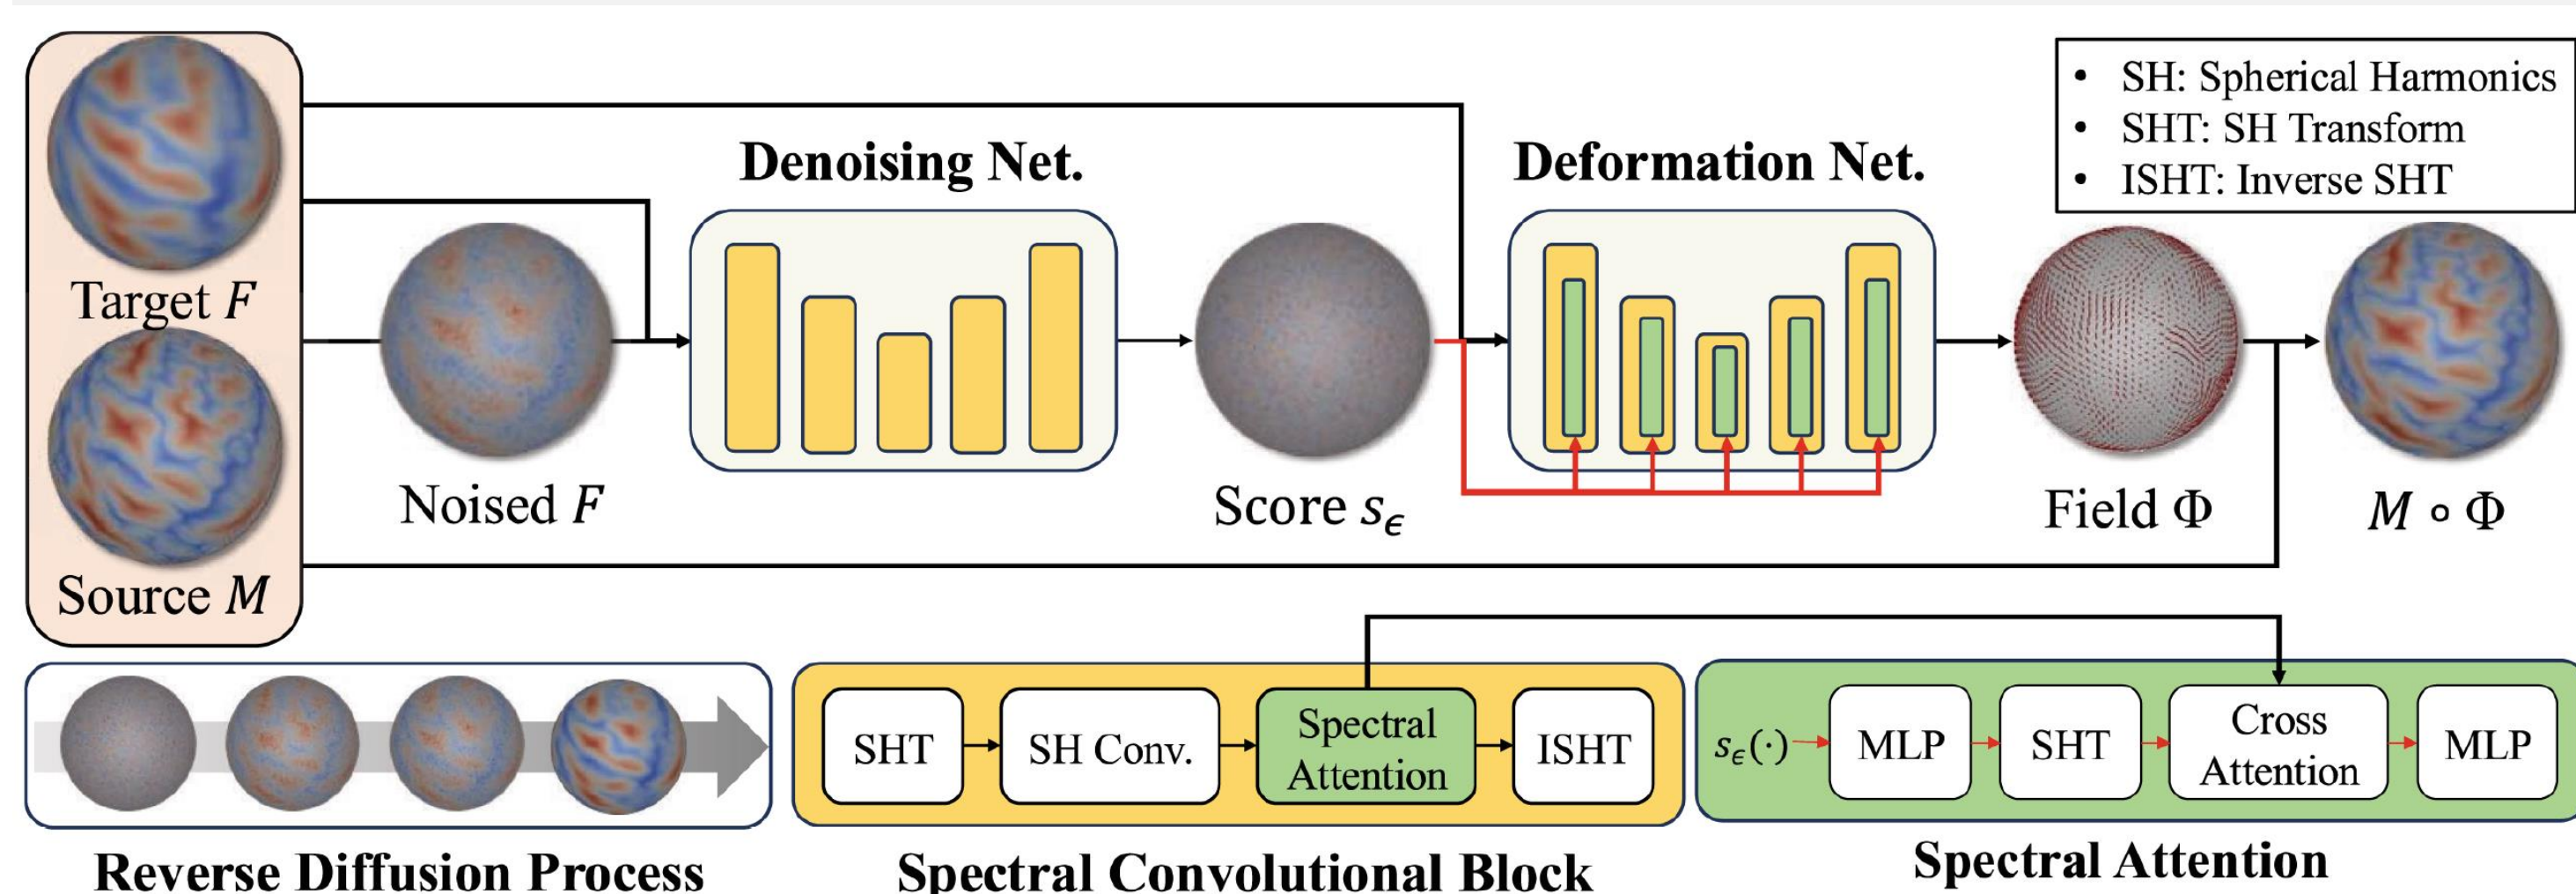 Target F
Source M
Noised F
Denoising Net.
Score sϵ
Deformation Net.
• SH: Spherical Harmonics
• SHT: SH Transform
• ISHT: Inverse SHT
Field Φ
M ∘ Φ
Reverse Diffusion Process
SHT
SH Conv.
Spectral
Attention
ISHT
Spectral Convolutional Block
sϵ(·)
MLP
SHT
Cross
Attention
MLP
Spectral Attention